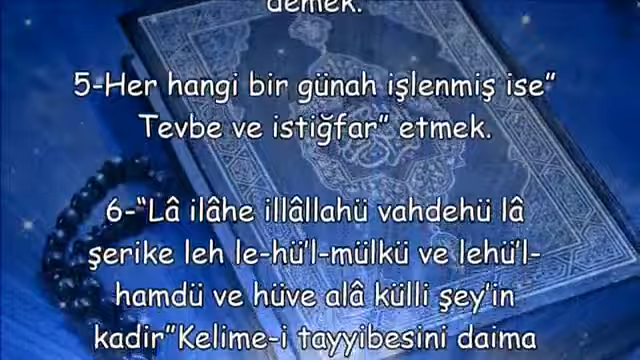 demek.
5-Her hangi bir günah işlenmiş ise”
Tevbe ve istiğfar” etmek.
6-“Lâ ilâhe illâllahü vahdehü lâ
şerike leh le-hü’l-mülkü ve lehü’l-
hamdü ve hüve alâ külli şey’in
kadir”Kelime-i tayyibesini daima